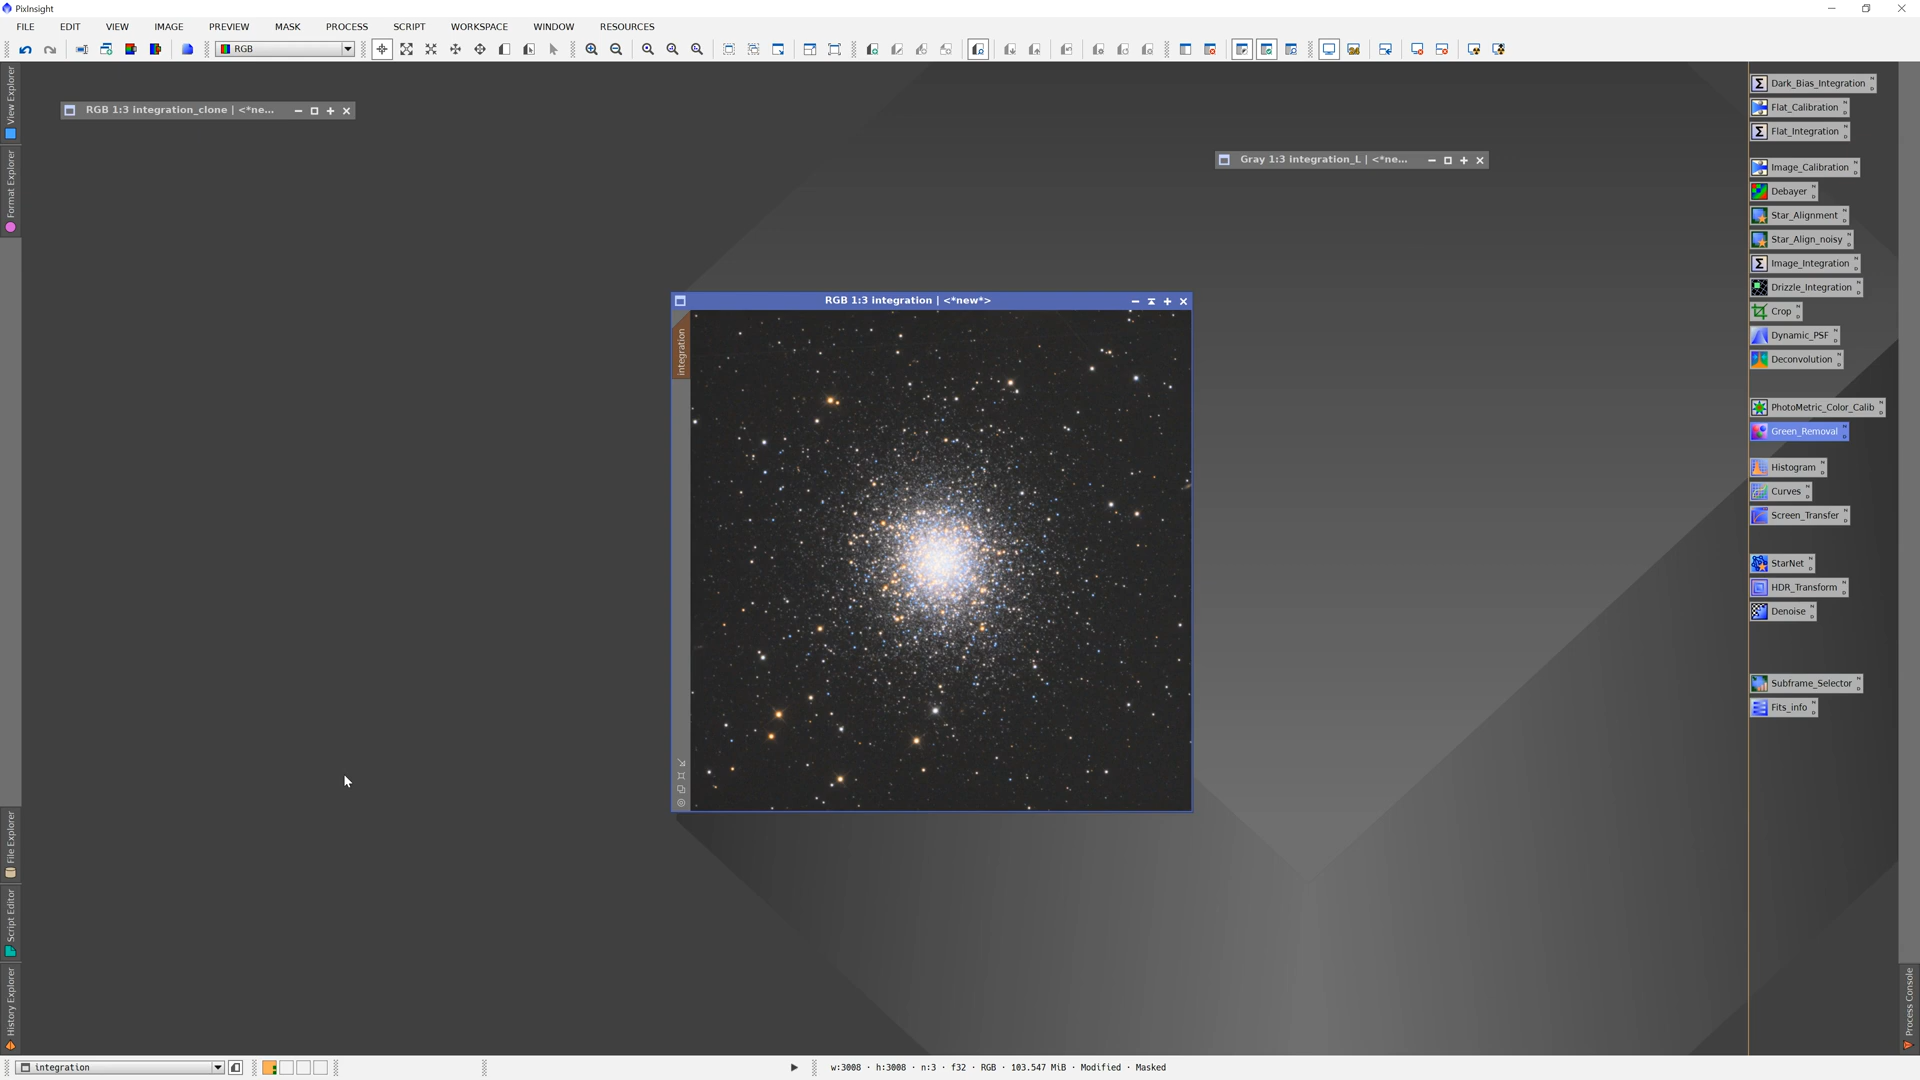 PixInsight
FILE EDIT VIEW IMAGE PREVIEW MASK PROCESS SCRIPT WORKSPACE WINDOW RESOURCES
RGB
View Explorer
Format Explorer
File Explorer
Script Editor
History Explorer
RGB 1:3 integration_clone | <*ne...
Gray 1:3 integration_L | <*ne...
RGB 1:3 integration | <*new*>
integration
Dark_Bias_Integration
Flat_Calibration
Flat_Integration
Image_Calibration
Debayer
Star_Alignment
Star_Align_noisy
Image_Integration
Drizzle_Integration
Crop
Dynamic_PSF
Deconvolution
PhotoMetric_Color_Calib
Green_Removal
Histogram
Curves
Screen_Transfer
StarNet
HDR_Transform
Denoise
Subframe_Selector
Fits_info
Process Console
integration
w:3008 · h:3008 · n:3 · f32 · RGB · 103.547 MiB · Modified · Masked